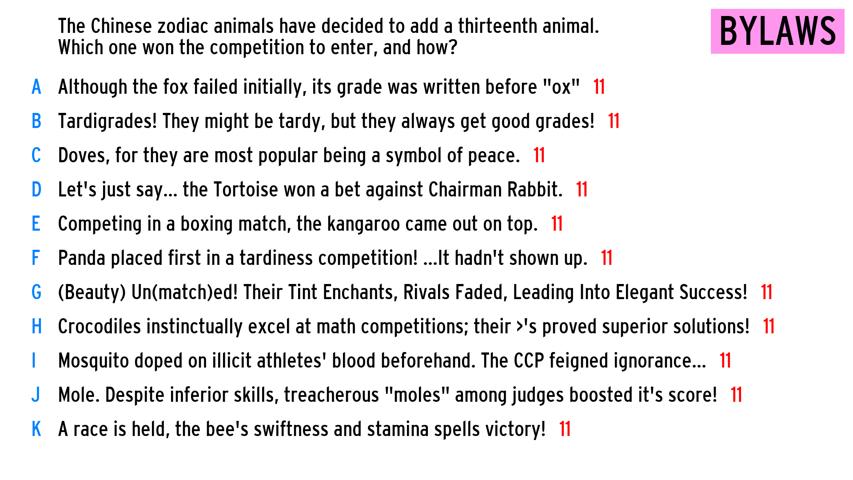 The Chinese zodiac animals have decided to add a thirteenth animal.
Which one won the competition to enter, and how?
BYLAWS
A Although the fox failed initially, its grade was written before "ox" 11
B Tardigrades! They might be tardy, but they always get good grades! 11
C Doves, for they are most popular being a symbol of peace. 11
D Let's just say... the Tortoise won a bet against Chairman Rabbit. 11
E Competing in a boxing match, the kangaroo came out on top. 11
F Panda placed first in a tardiness competition! ...It hadn't shown up. 11
G (Beauty) Un(match)ed! Their Tint Enchants, Rivals Faded, Leading Into Elegant Success! 11
H Crocodiles instinctually excel at math competitions; their >'s proved superior solutions! 11
I Mosquito doped on illicit athletes' blood beforehand. The CCP feigned ignorance... 11
J Mole. Despite inferior skills, treacherous "moles" among judges boosted it's score! 11
K A race is held, the bee's swiftness and stamina spells victory! 11